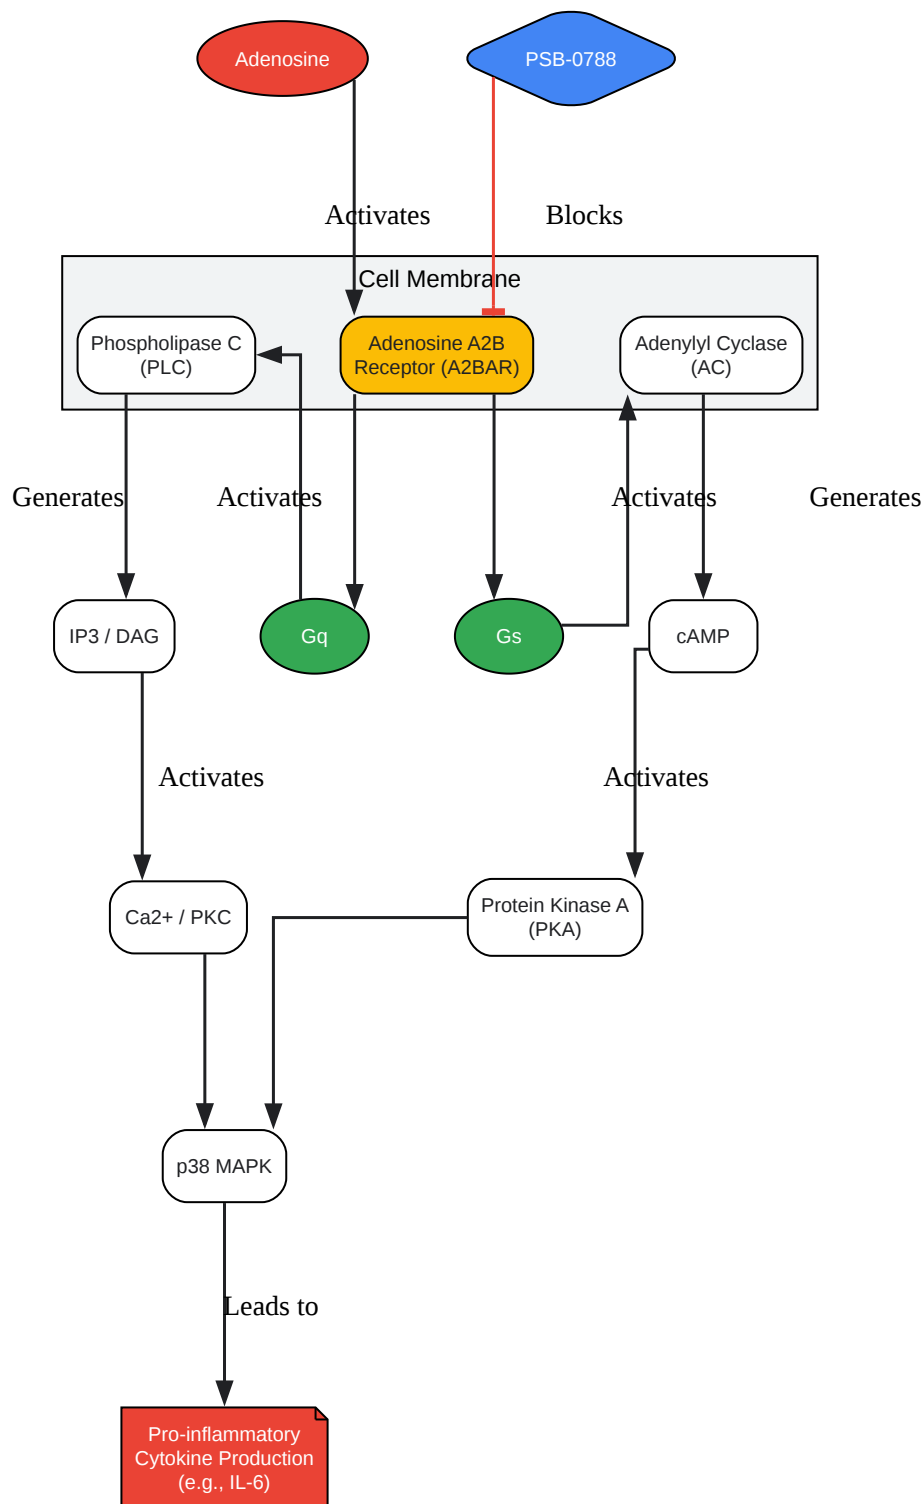 Adenosine
PSB-0788
Activates
Blocks
Cell Membrane
Phospholipase C
(PLC)
Adenosine A2B
Receptor (A2BAR)
Adenylyl Cyclase
(AC)
Generates
Activates
Activates
Generates
IP3 / DAG
Gq
Gs
cAMP
Activates
Activates
Ca2+ / PKC
Protein Kinase A
(PKA)
p38 MAPK
Leads to
Pro-inflammatory
Cytokine Production
(e.g., IL-6)